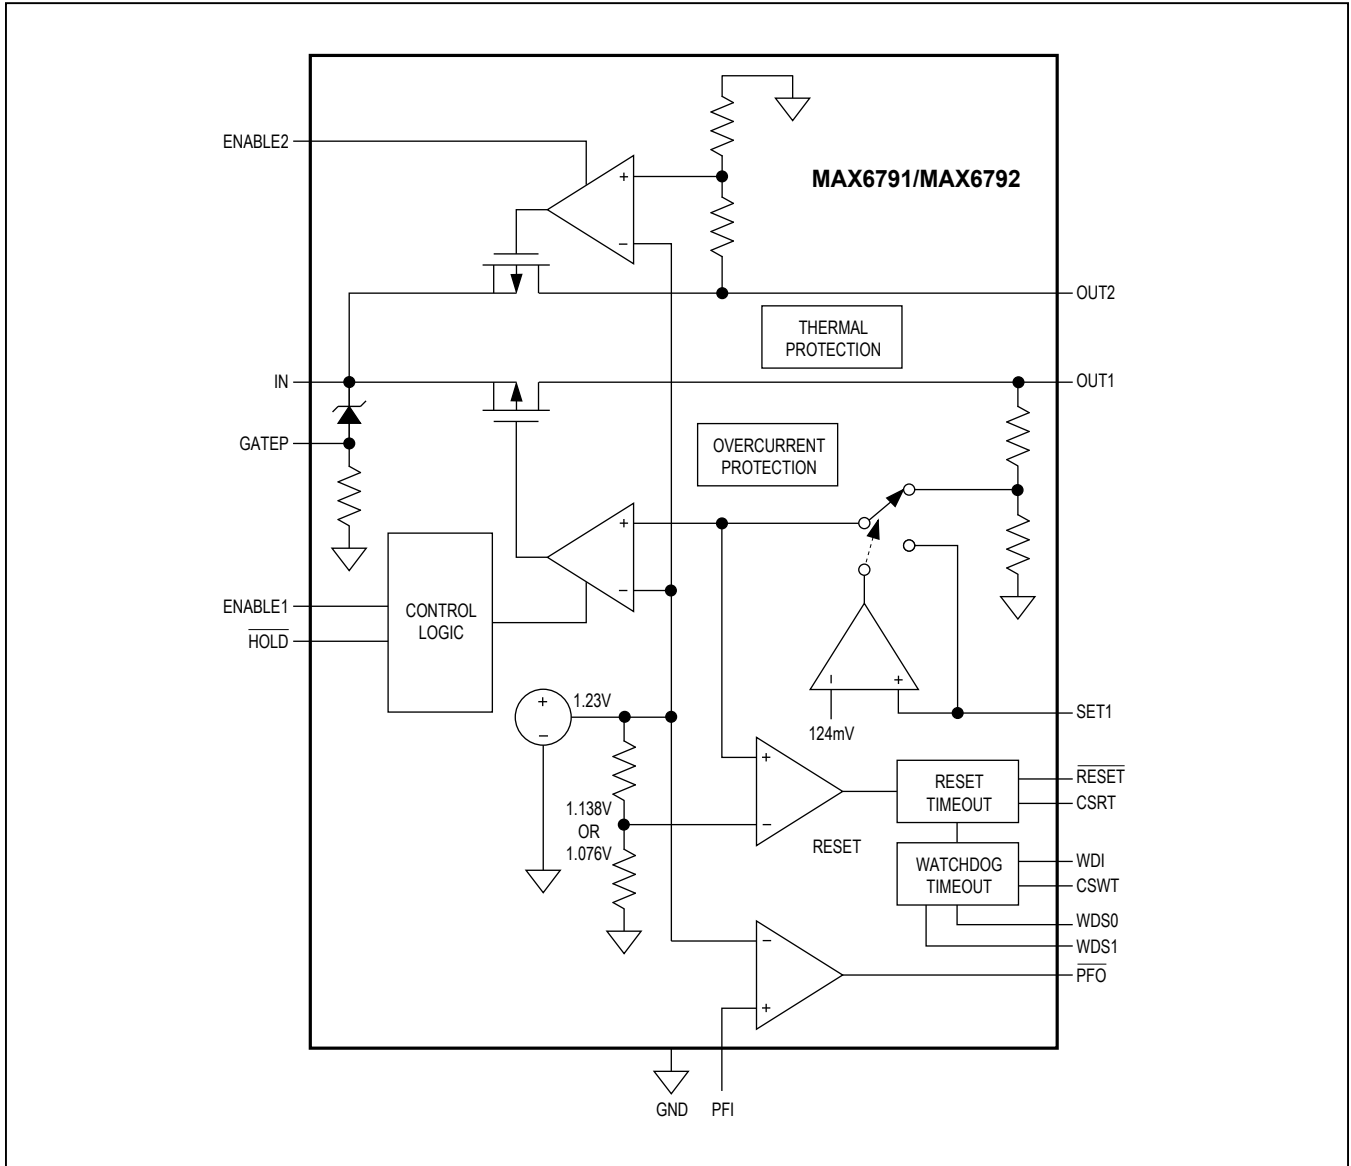 ENABLE2
+
MAX6791/MAX6792
−
OUT2
THERMAL
PROTECTION
IN
OUT1
GATEP
OVERCURRENT
PROTECTION
+
−
ENABLE1
HOLD
CONTROL
LOGIC
− +
+
−
1.23V
124mV
SET1
+
−
1.138V
OR
1.076V
RESET
RESET
TIMEOUT
RESET
CSRT
WATCHDOG
TIMEOUT
WDI
CSWT
WDS0
WDS1
−
+
PFO
GND
PFI